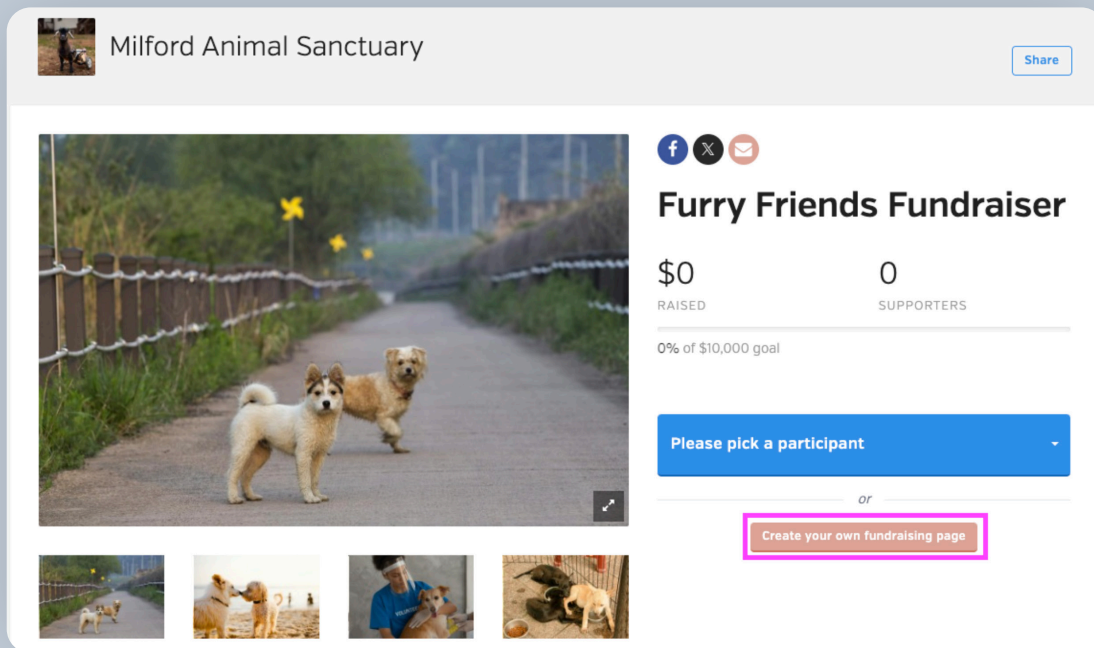 Milford Animal Sanctuary
Share
Furry Friends Fundraiser
$0
RAISED
0
SUPPORTERS
0% of $10,000 goal
Please pick a participant
or
Create your own fundraising page